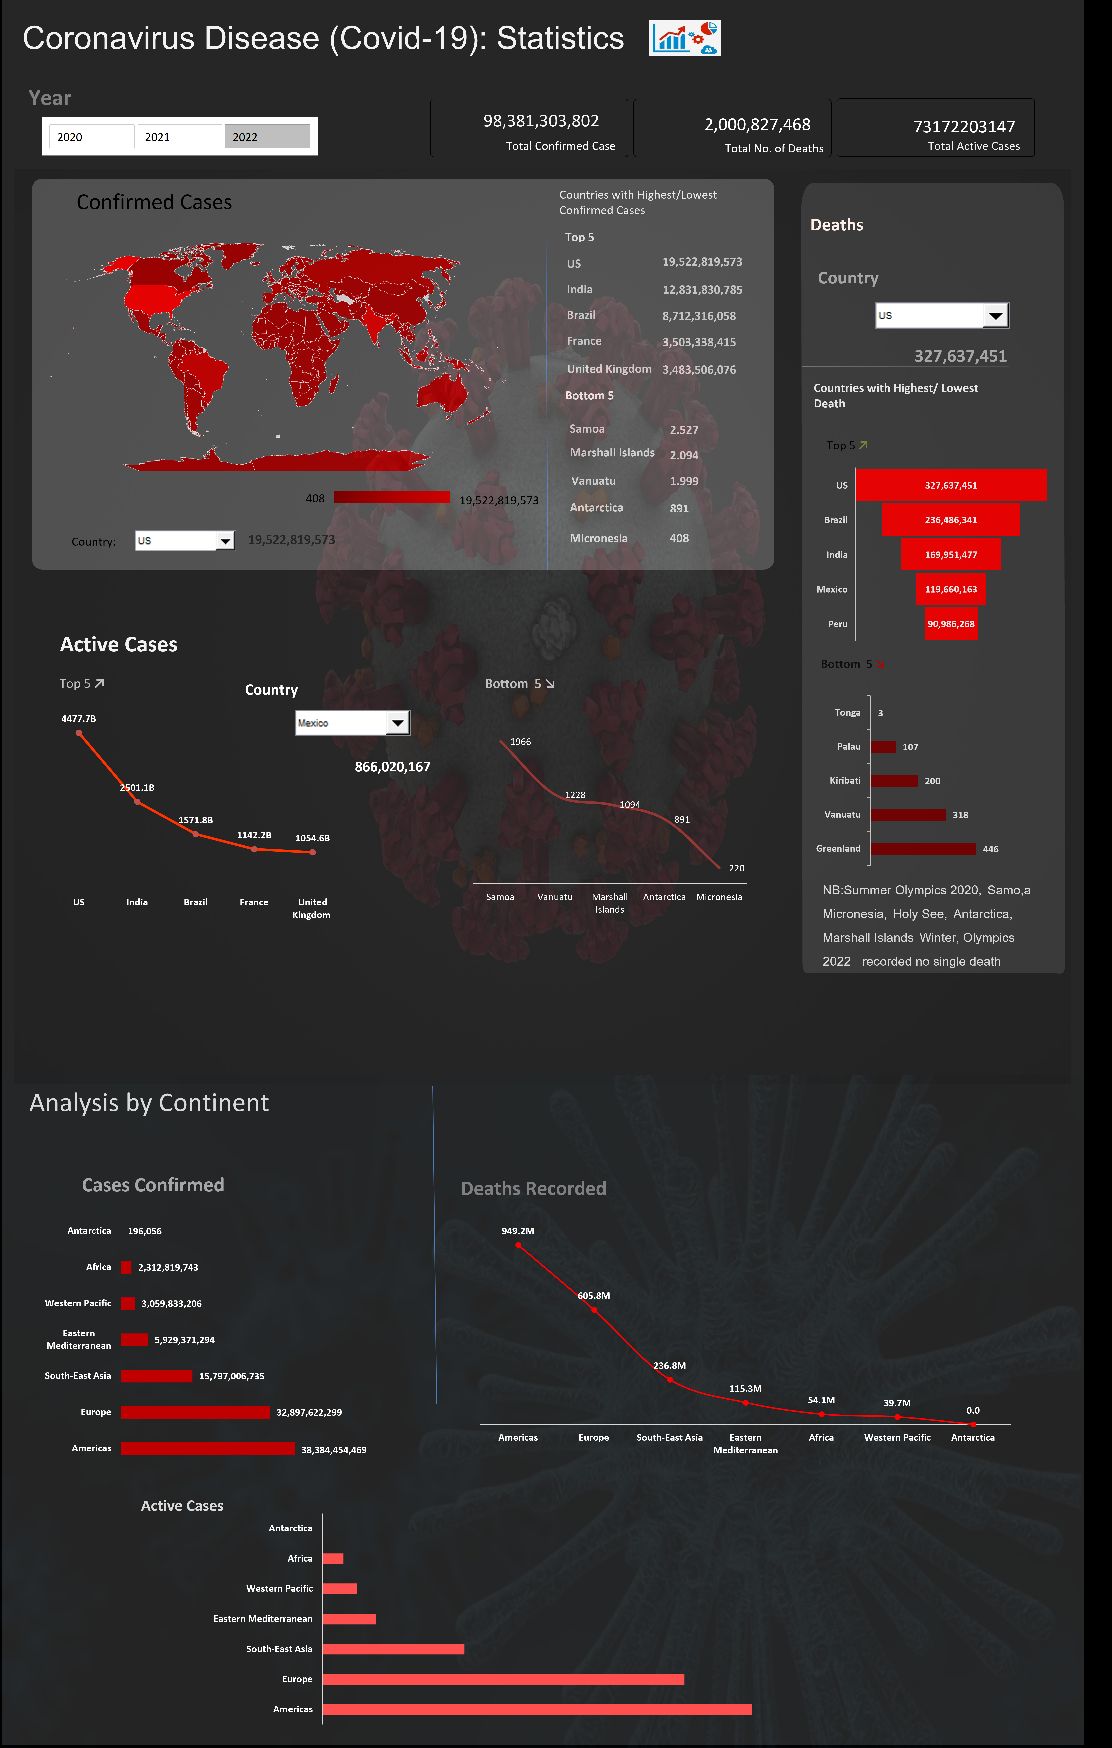 Coronavirus Disease (Covid-19): Statistics
Year
2020 2021 2022
98,381,303,802
Total Confirmed Case
2,000,827,468
Total No. of Deaths
73172203147
Total Active Cases
Confirmed Cases
408 19,522,819,573
Country: US 19,522,819,573
Countries with Highest/Lowest
Confirmed Cases
Top 5
US 19,522,819,573
India 12,831,830,785
Brazil 8,712,316,058
France 3,503,338,415
United Kingdom 3,483,506,076
Bottom 5
Samoa 2.527
Marshall Islands 2.094
Vanuatu 1.999
Antarctica 891
Micronesia 408
Deaths
Country
US
327,637,451
Countries with Highest/ Lowest
Death
Top 5
US 327,637,451
Brazil 236,486,341
India 169,951,477
Mexico 119,660,163
Peru 90,986,268
Bottom 5
Tonga 3
Palau 107
Kiribati 200
Vanuatu 318
Greenland 446
NB:Summer Olympics 2020, Samo,a
Micronesia, Holy See, Antarctica,
Marshall Islands Winter, Olympics
2022 recorded no single death
Active Cases
Top 5
4477.7B
2501.1B
1571.8B
1142.2B
1054.6B
US India Brazil France United
Kingdom
Country
Mexico
866,020,167
Bottom 5
1966
1228
1094
891
220
Samoa Vanuatu Marshall Antarctica Micronesia
Islands
Analysis by Continent
Cases Confirmed
Antarctica 196,056
Africa 2,312,819,743
Western Pacific 3,059,833,206
Eastern
Mediterranean 5,929,371,294
South-East Asia 15,797,006,735
Europe 32,897,622,299
Americas 38,384,454,469
Deaths Recorded
949.2M
605.8M
236.8M
115.3M
54.1M
39.7M
0.0
Americas Europe South-East Asia Eastern Africa Western Pacific Antarctica
Mediterranean
Active Cases
Antarctica
Africa
Western Pacific
Eastern Mediterranean
South-East Asia
Europe
Americas